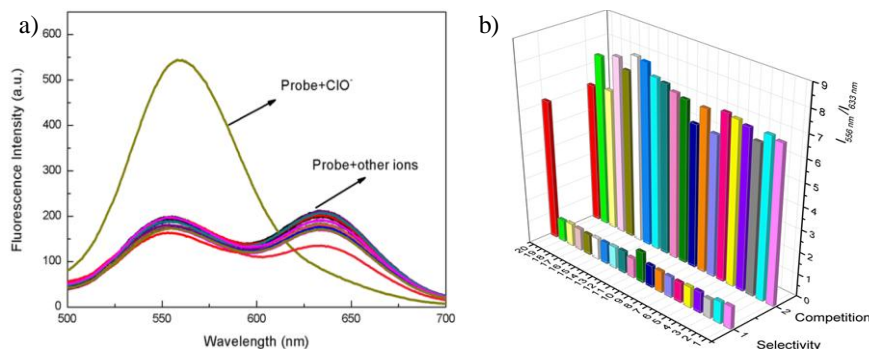 a)
Fluorescence Intensity (a.u.)
600
500
400
300
200
100
0
Probe+ClO⁻
Probe+other ions
500 550 600 650 700
Wavelength (nm)
b)
9
8
7
6
5
4
3
2
1
0
I556 nm/I633 nm
2
Competition
1
Selectivity